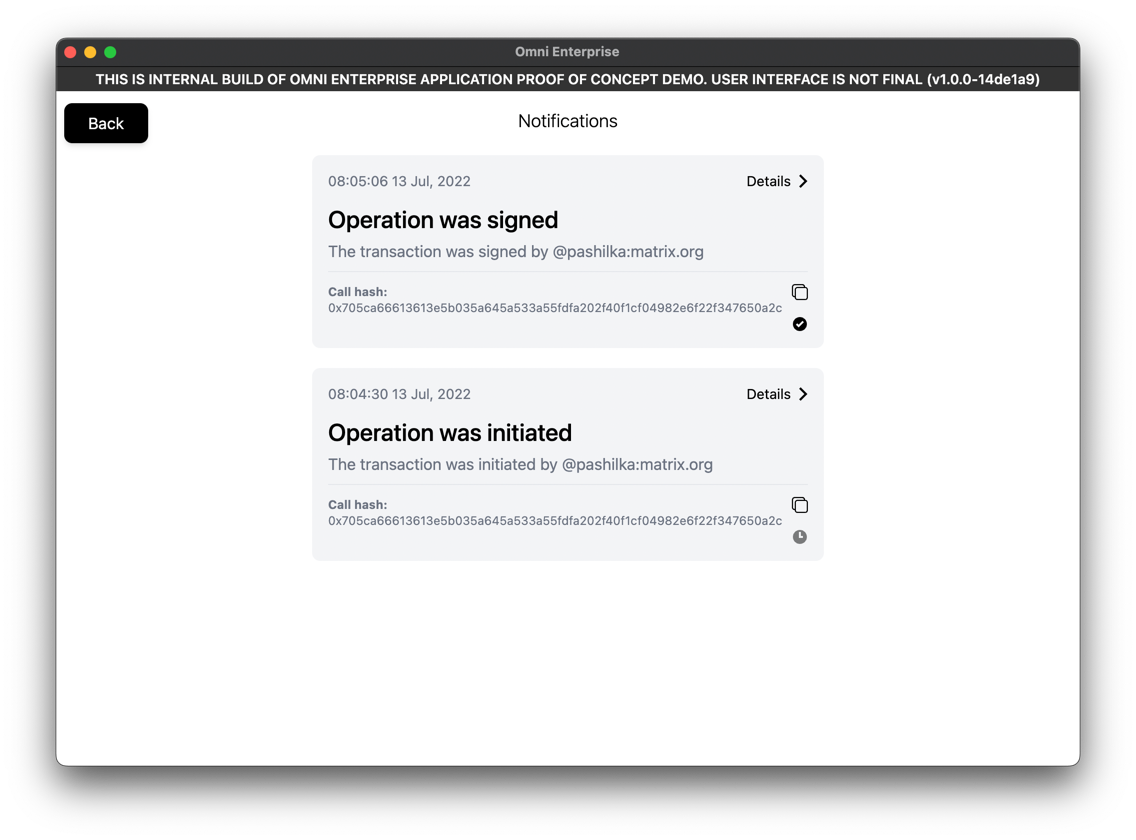 Omni Enterprise
THIS IS INTERNAL BUILD OF OMNI ENTERPRISE APPLICATION PROOF OF CONCEPT DEMO. USER INTERFACE IS NOT FINAL (v1.0.0-14de1a9)
Back
Notifications
08:05:06 13 Jul, 2022
Details
Operation was signed
The transaction was signed by @pashilka:matrix.org
Call hash:
0x705ca66613613e5b035a645a533a55fdfa202f40f1cf04982e6f22f347650a2c
08:04:30 13 Jul, 2022
Details
Operation was initiated
The transaction was initiated by @pashilka:matrix.org
Call hash:
0x705ca66613613e5b035a645a533a55fdfa202f40f1cf04982e6f22f347650a2c